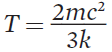 T = 2mc²/3k